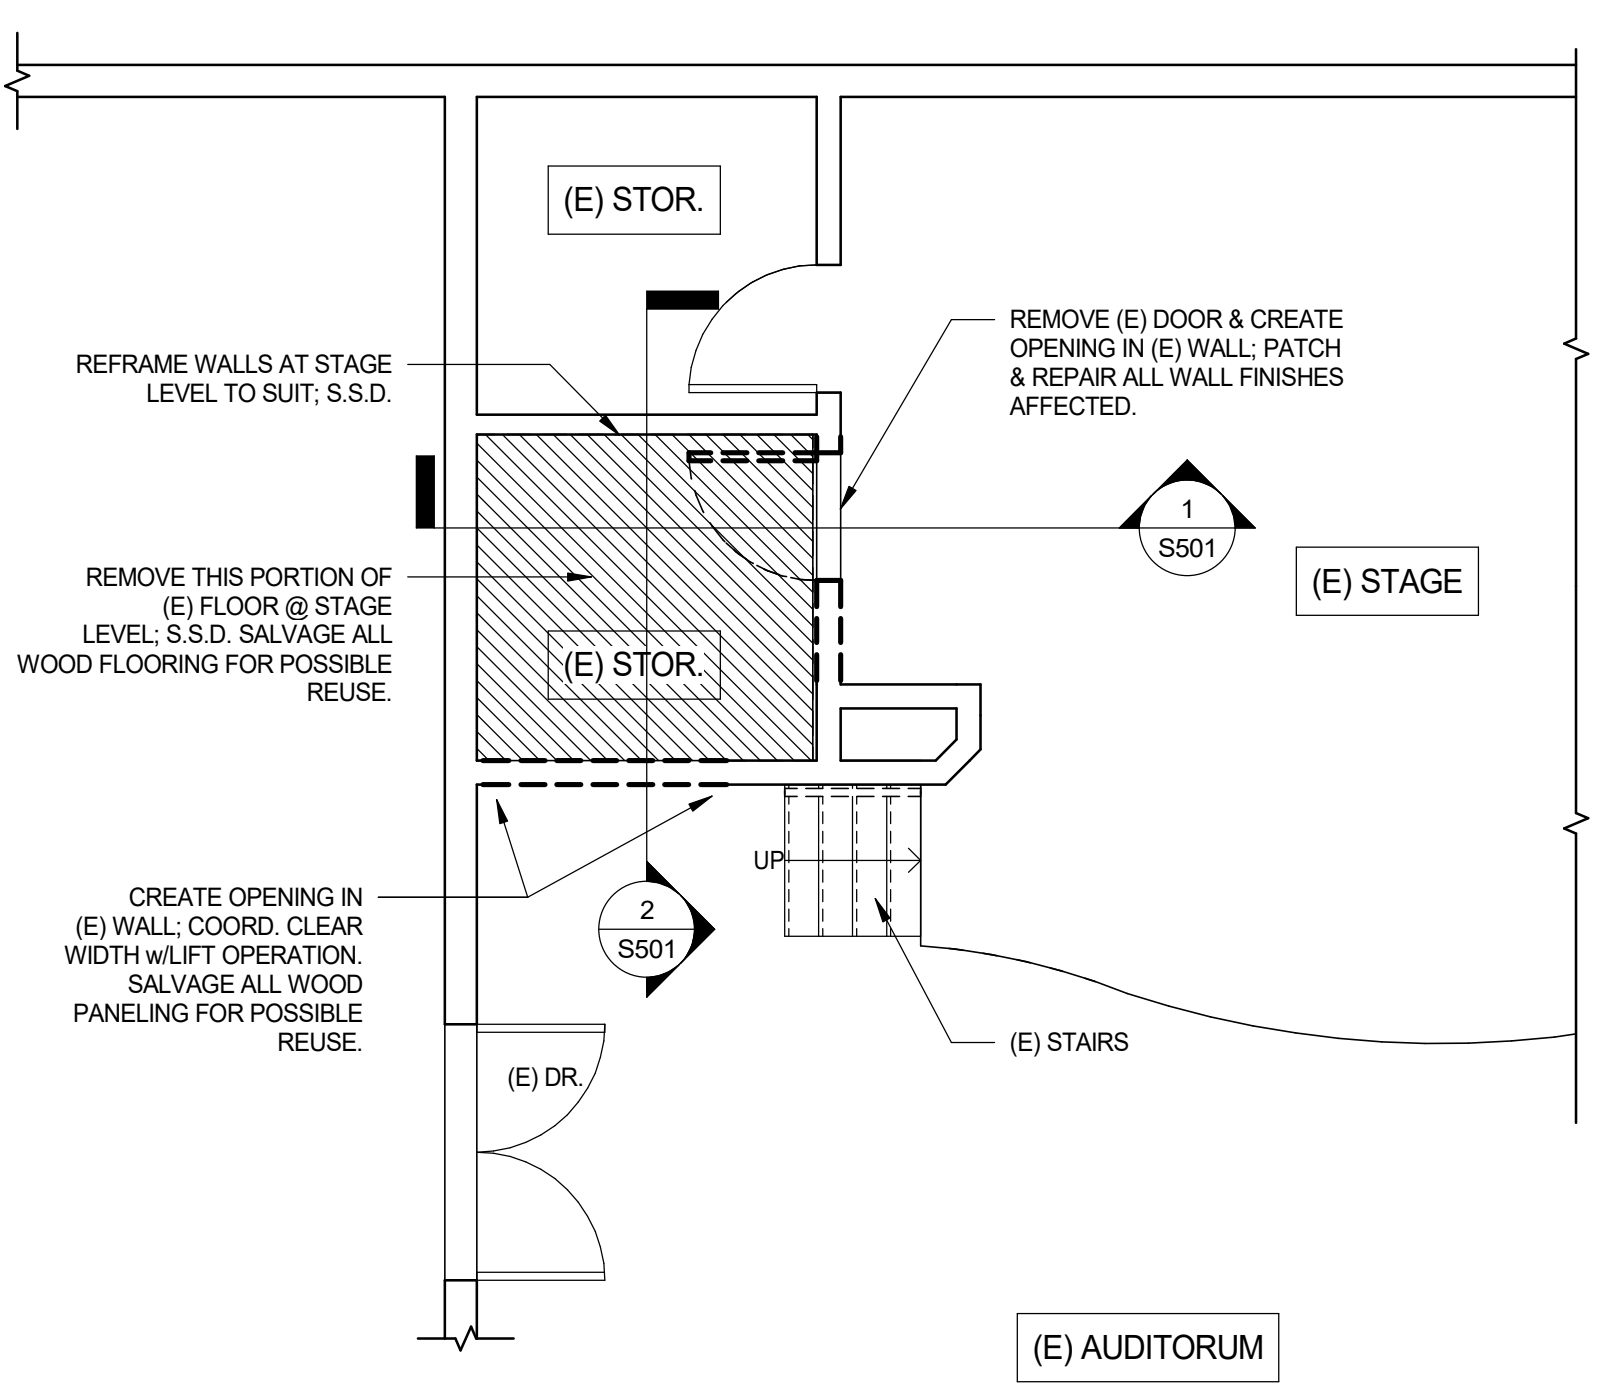 (E) STOR.
REFRAME WALLS AT STAGE
LEVEL TO SUIT; S.S.D.
REMOVE (E) DOOR & CREATE
OPENING IN (E) WALL; PATCH
& REPAIR ALL WALL FINISHES
AFFECTED.
1
S501
(E) STAGE
REMOVE THIS PORTION OF
(E) FLOOR @ STAGE
LEVEL; S.S.D. SALVAGE ALL
WOOD FLOORING FOR POSSIBLE
REUSE.
(E) STOR.
UP
CREATE OPENING IN
(E) WALL; COORD. CLEAR
WIDTH w/LIFT OPERATION.
SALVAGE ALL WOOD
PANELING FOR POSSIBLE
REUSE.
2
S501
(E) STAIRS
(E) DR.
(E) AUDITORUM